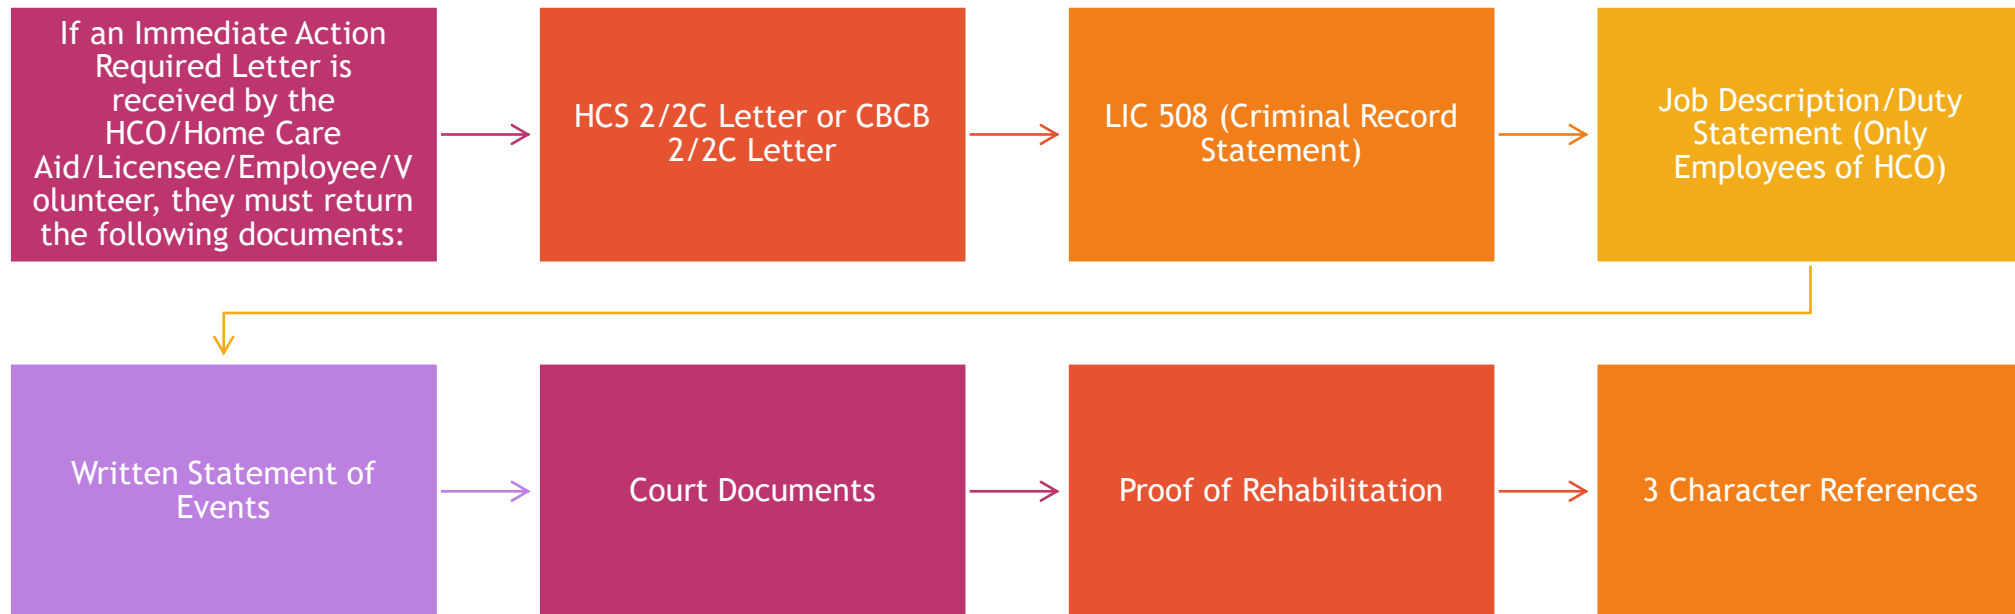 If an Immediate Action
Required Letter is
received by the
HCO/Home Care
Aid/Licensee/Employee/V
olunteer, they must return
the following documents:
HCS 2/2C Letter or CBCB
2/2C Letter
LIC 508 (Criminal Record
Statement)
Job Description/Duty
Statement (Only
Employees of HCO)
Written Statement of
Events
Court Documents
Proof of Rehabilitation
3 Character References